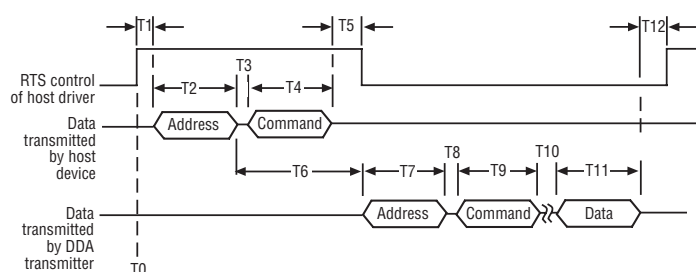 T1
T5
T12
RTS control
of host driver
T2
T3
T4
Data
transmitted
by host
device
Address
Command
T6
T7
T8
T9
T10
T11
Data
transmitted
by DDA
transmitter
Address
Command
Data
T0